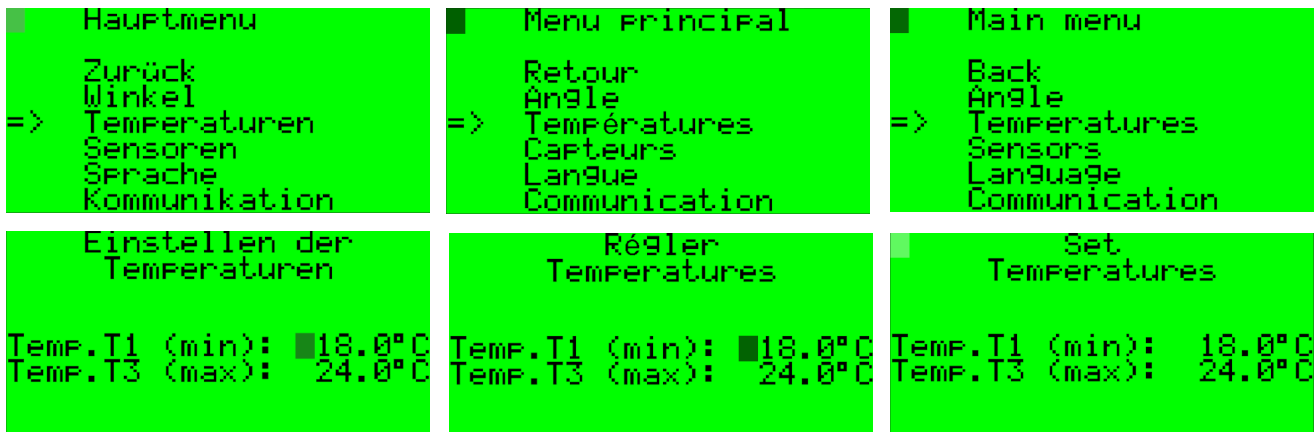 Hauptmenu
Zurück
Winkel
=> Temperaturen
Sensoren
Sprache
Kommunikation
Menu principal
Retour
Angle
=> Températures
Capteurs
Langue
Communication
Main menu
Back
Angle
=> Temperatures
Sensors
Language
Communication
Einstellen der
Temperaturen
Temp.T1 (min): 18.0°C
Temp.T3 (max): 24.0°C
Régler
Temperatures
Temp.T1 (min): 18.0°C
Temp.T3 (max): 24.0°C
Set
Temperatures
Temp.T1 (min): 18.0°C
Temp.T3 (max): 24.0°C